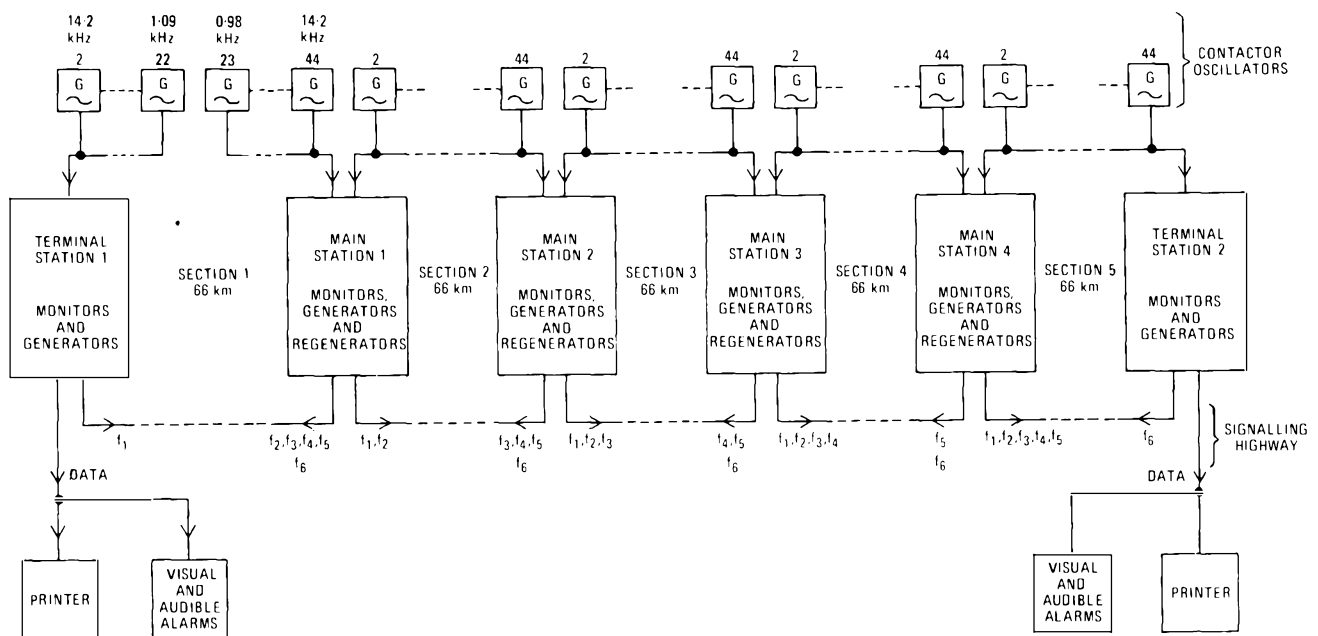 14·2 kHz
1·09 kHz
0·98 kHz
14·2 kHz
2
22
23
44
2
44
2
44
2
44
2
44
G
G
G
G
G
G
G
G
G
G
G
G
CONTACTOR OSCILLATORS
TERMINAL STATION 1
MONITORS AND GENERATORS
SECTION 1
66 km
MAIN STATION 1
MONITORS, GENERATORS AND REGENERATORS
SECTION 2
66 km
MAIN STATION 2
MONITORS, GENERATORS AND REGENERATORS
SECTION 3
66 km
MAIN STATION 3
MONITORS, GENERATORS AND REGENERATORS
SECTION 4
66 km
MAIN STATION 4
MONITORS, GENERATORS AND REGENERATORS
SECTION 5
66 km
TERMINAL STATION 2
MONITORS AND GENERATORS
f₁
f₂,f₃,f₄,f₅
f₆
f₁,f₂
f₃,f₄,f₅
f₆
f₁,f₂,f₃
f₄,f₅
f₆
f₁,f₂,f₃,f₄
f₅
f₆
f₁,f₂,f₃,f₄,f₅
f₆
SIGNALLING HIGHWAY
DATA
DATA
PRINTER
VISUAL AND AUDIBLE ALARMS
VISUAL AND AUDIBLE ALARMS
PRINTER